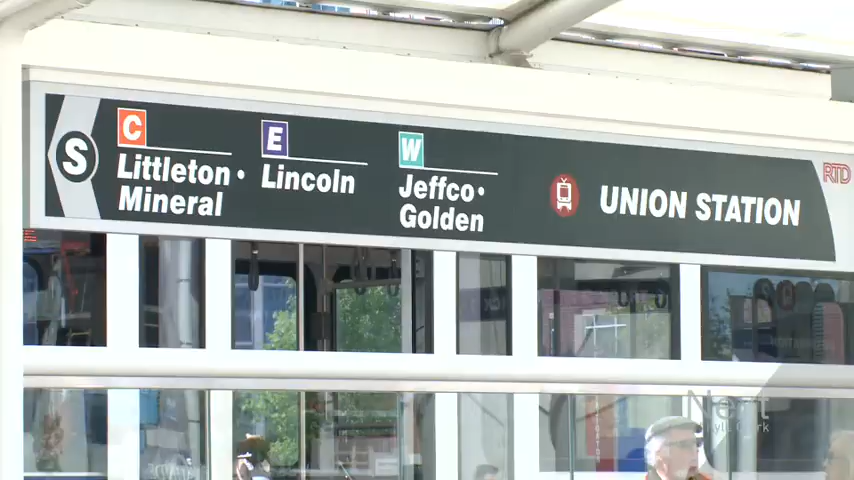 S
C
Littleton·
Mineral
E
Lincoln
W
Jeffco·
Golden
UNION STATION
RTD